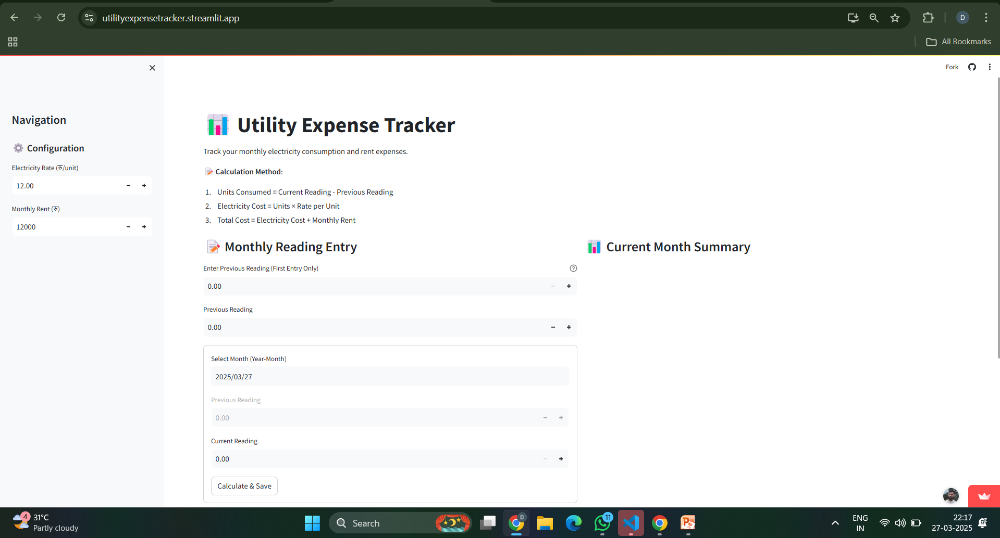 utilityexpensetracker.streamlit.app
D
All Bookmarks
Fork
Navigation
Configuration
Electricity Rate (रु/unit)
12.00
Monthly Rent (रु)
12000
Utility Expense Tracker
Track your monthly electricity consumption and rent expenses.
Calculation Method:
1. Units Consumed = Current Reading - Previous Reading
2. Electricity Cost = Units × Rate per Unit
3. Total Cost = Electricity Cost + Monthly Rent
Monthly Reading Entry
Enter Previous Reading (First Entry Only)
0.00
Previous Reading
0.00
Select Month (Year-Month)
2025/03/27
Previous Reading
0.00
Current Reading
0.00
Calculate & Save
Current Month Summary
4
31°C
Partly cloudy
Search
D
11
ENG
IN
22:17
27-03-2025